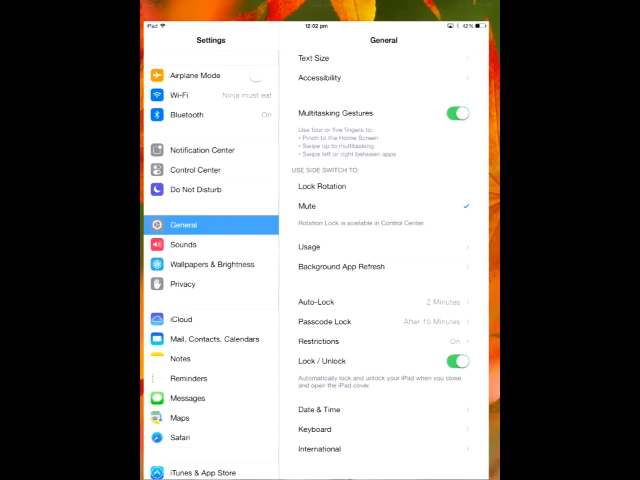 iPad
12:02 pm
42%
Settings
General
Airplane Mode
Wi-Fi
Ninja must eat
Bluetooth
On
Notification Center
Control Center
Do Not Disturb
General
Sounds
Wallpapers & Brightness
Privacy
iCloud
Mail, Contacts, Calendars
Notes
Reminders
Messages
Maps
Safari
iTunes & App Store
Text Size
Accessibility
Multitasking Gestures
Use four or five fingers to:
• Pinch to the Home Screen
• Swipe up to multitasking
• Swipe left or right between apps
USE SIDE SWITCH TO:
Lock Rotation
Mute
Rotation Lock is available in Control Center
Usage
Background App Refresh
Auto-Lock
2 Minutes
Passcode Lock
After 15 Minutes
Restrictions
On
Lock / Unlock
Automatically lock and unlock your iPad when you close
and open the iPad cover
Date & Time
Keyboard
International